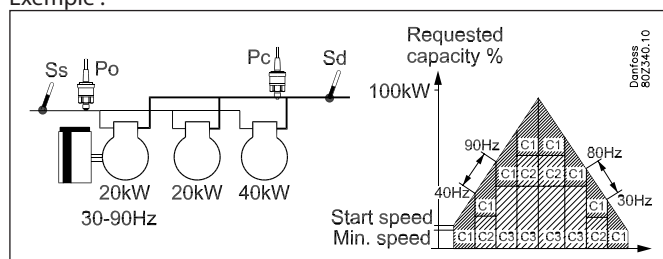 Exemple :
Ss
Po
Pc
Sd
20kW
20kW
40kW
30-90Hz
Requested
capacity %
100kW
Danfoss
80Z340.10
90Hz
80Hz
40Hz
30Hz
C1 C1
C1 C2 C2 C1
C1 C1
Start speed
Min. speed
C1 C2 C3 C3 C3 C3 C2 C1